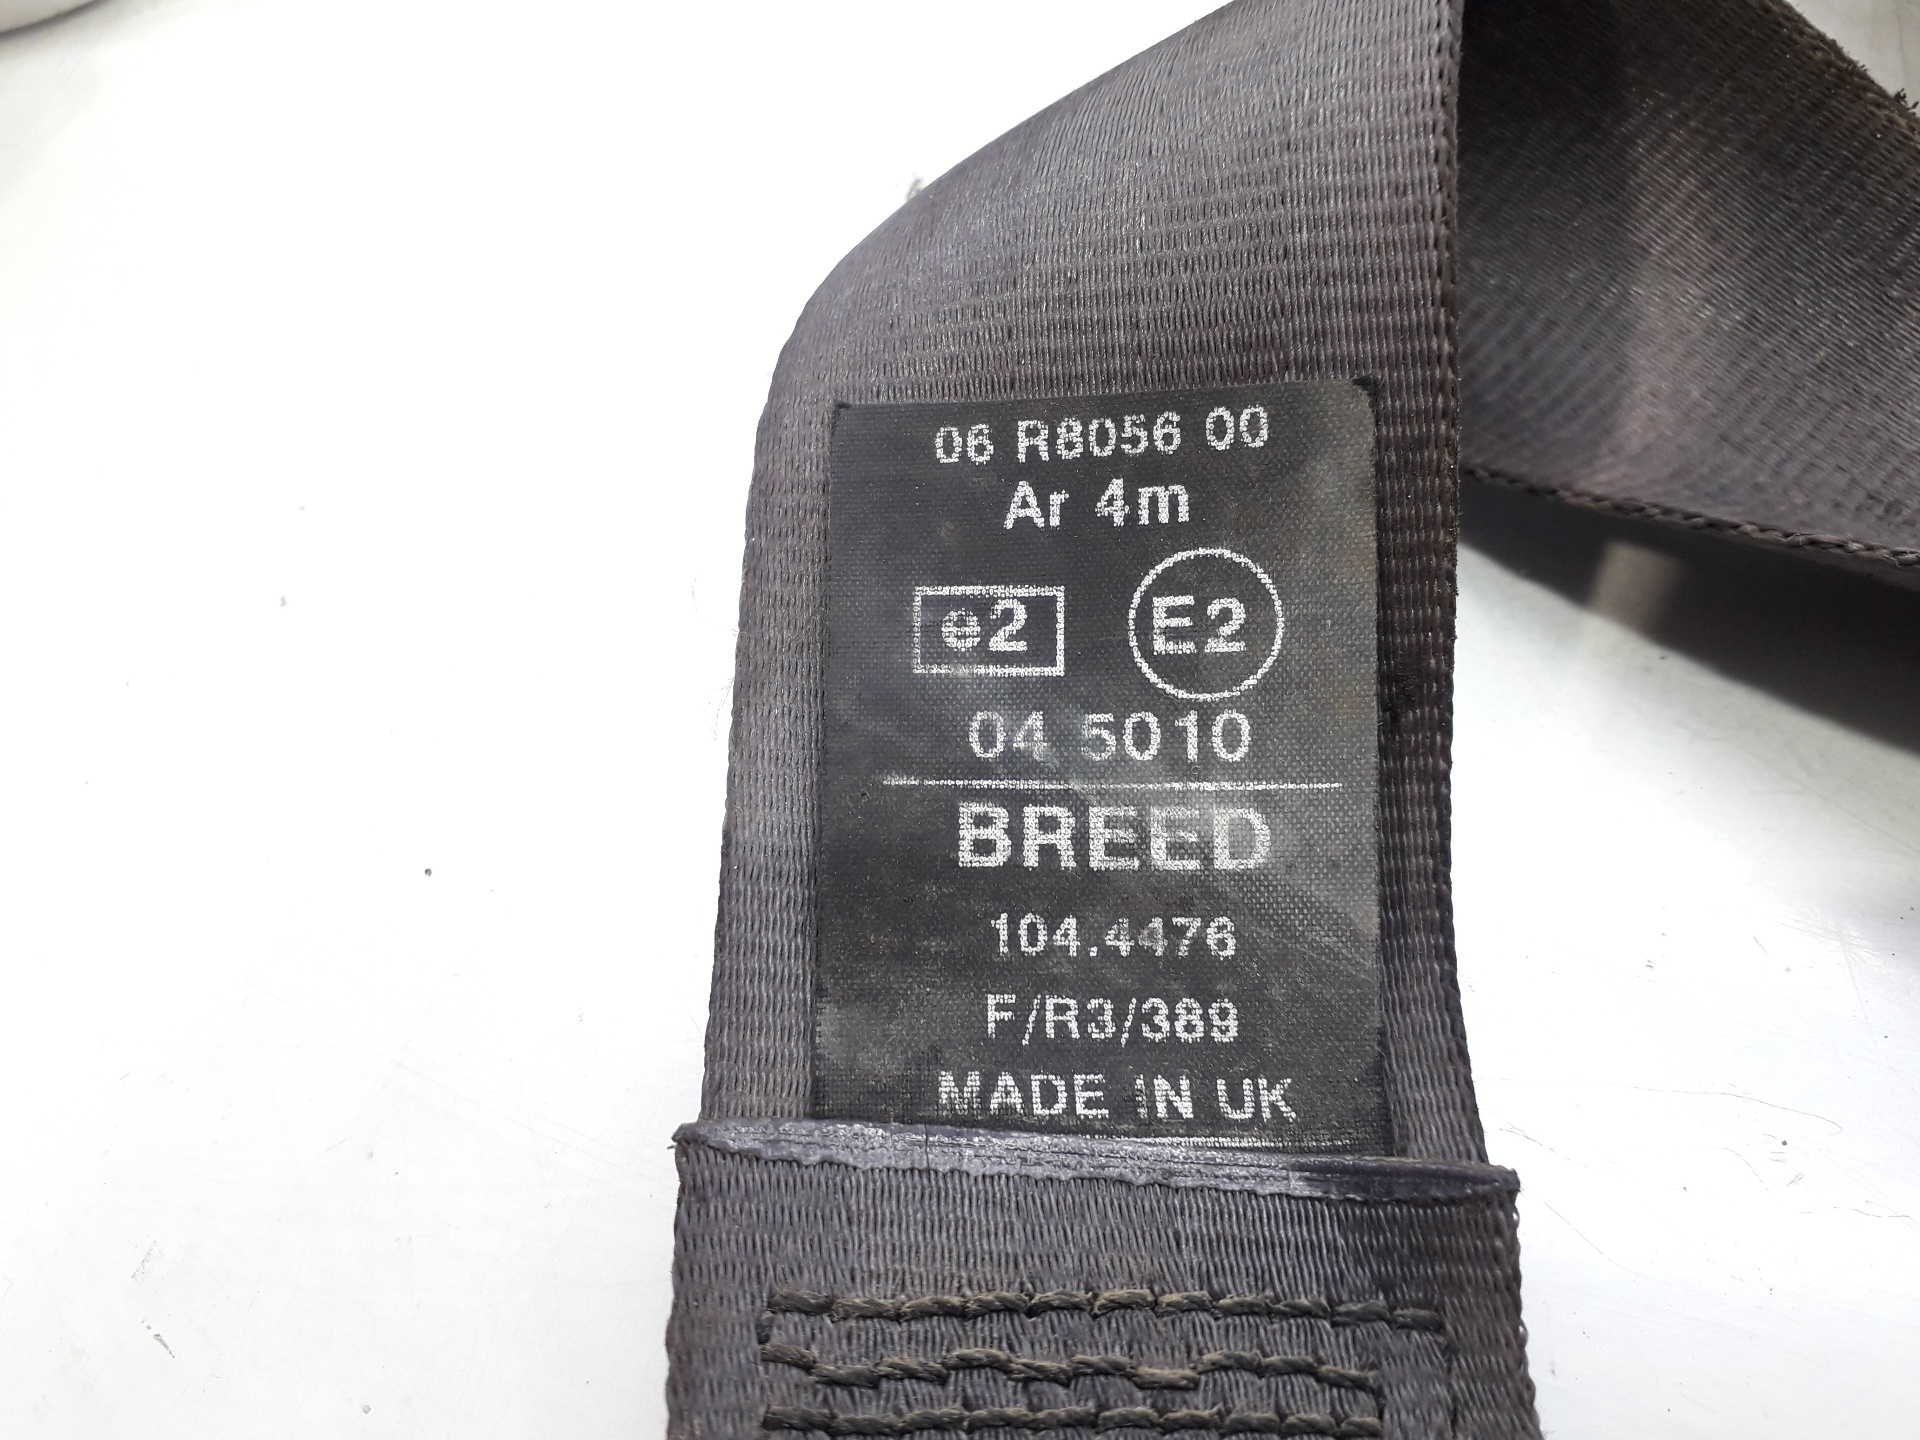 06 R8056 00
Ar 4m
e2 E2
04 5010
BREED
104.4476
F/R3/389
MADE IN UK